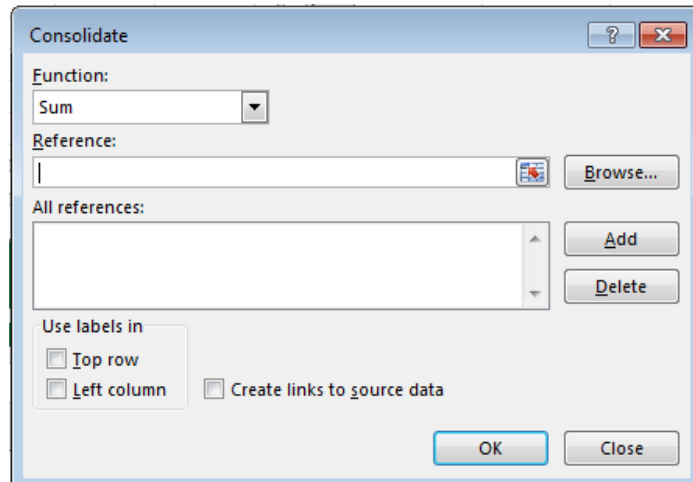 Consolidate
Function:
Sum
Reference:
Browse...
All references:
Add
Delete
Use labels in
Top row
Left column
Create links to source data
OK
Close